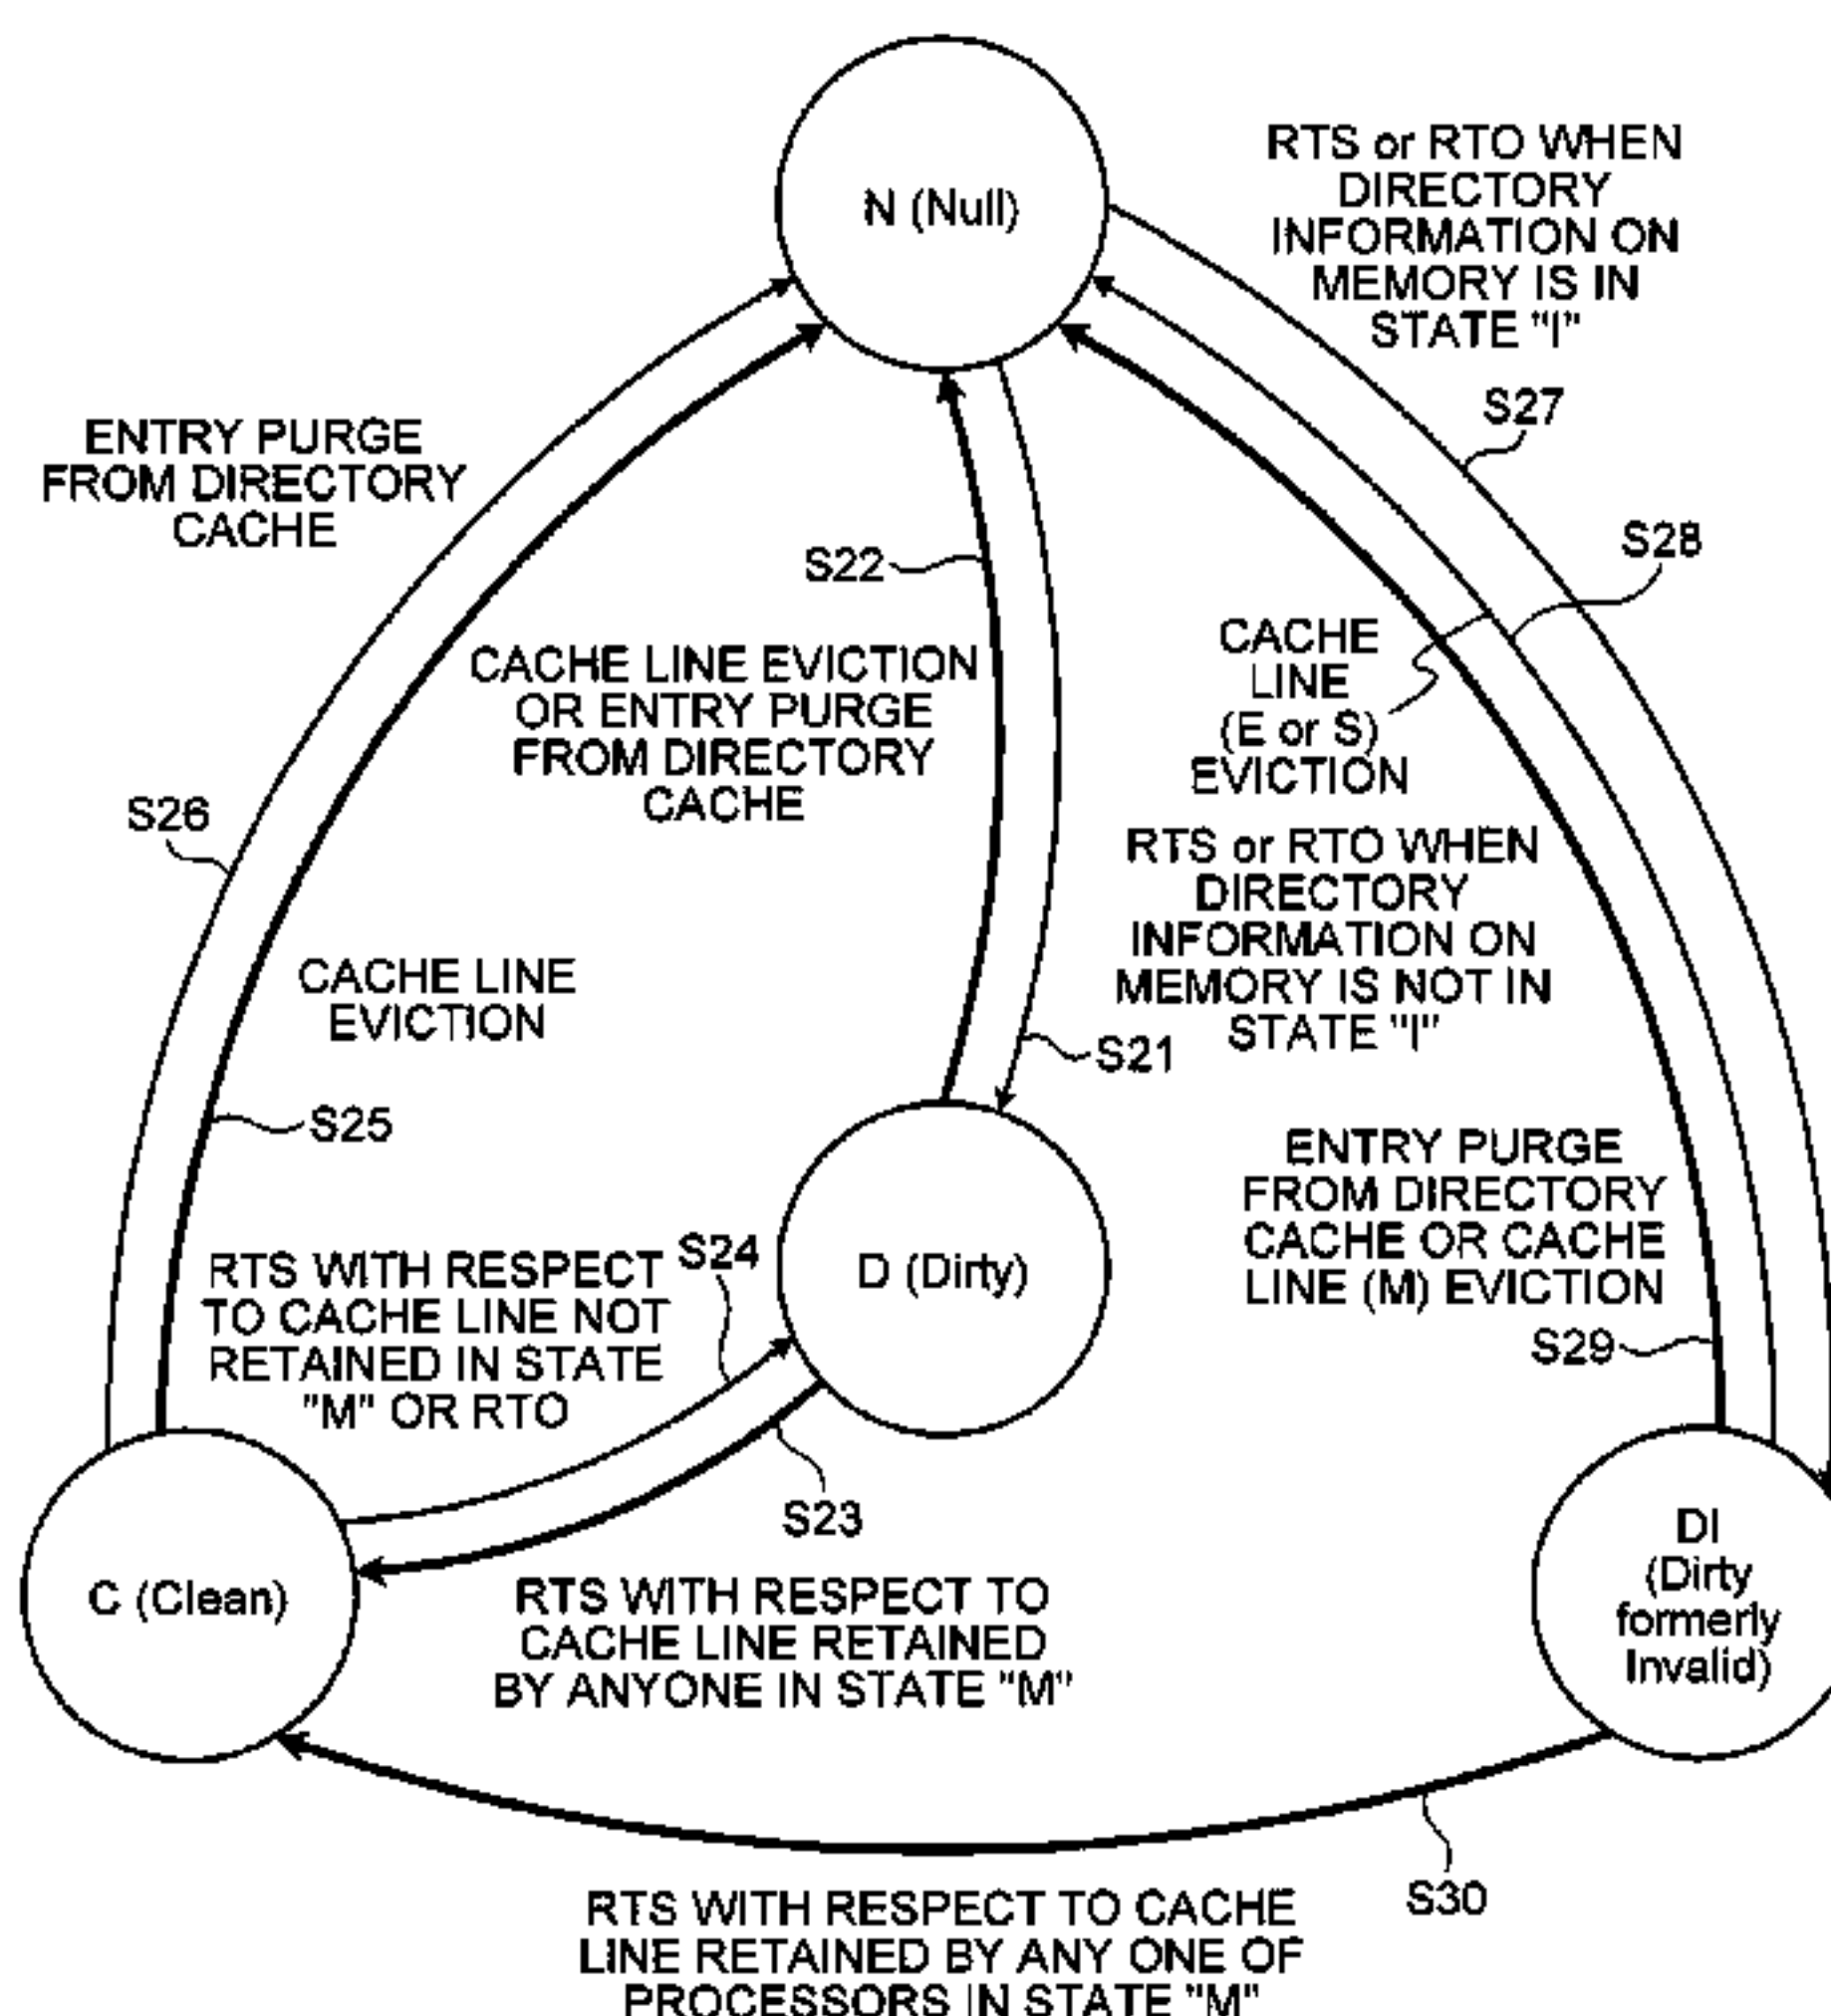 N (Null)
RTS or RTO WHEN
DIRECTORY
INFORMATION ON
MEMORY IS IN
STATE "I"
S27
ENTRY PURGE
FROM DIRECTORY
CACHE
S28
S22
CACHE
LINE
(E or S)
EVICTION
CACHE LINE EVICTION
OR ENTRY PURGE
FROM DIRECTORY
CACHE
S26
RTS or RTO WHEN
DIRECTORY
INFORMATION ON
MEMORY IS NOT IN
STATE "I"
CACHE LINE
EVICTION
S21
S25
ENTRY PURGE
FROM DIRECTORY
CACHE OR CACHE
LINE (M) EVICTION
S29
RTS WITH RESPECT
TO CACHE LINE NOT
RETAINED IN STATE
"M" OR RTO
S24
D (Dirty)
S23
C (Clean)
DI
(Dirty
formerly
Invalid)
RTS WITH RESPECT TO
CACHE LINE RETAINED
BY ANYONE IN STATE "M"
S30
RTS WITH RESPECT TO CACHE
LINE RETAINED BY ANY ONE OF
PROCESSORS IN STATE "M"